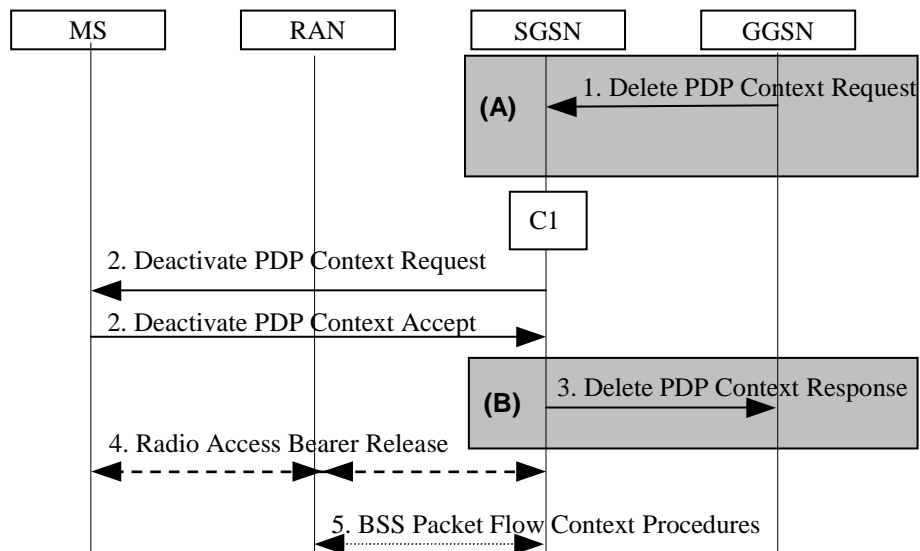 MS RAN SGSN GGSN
1. Delete PDP Context Request
(A)
C1
2. Deactivate PDP Context Request
2. Deactivate PDP Context Accept
3. Delete PDP Context Response
(B)
4. Radio Access Bearer Release
5. BSS Packet Flow Context Procedures